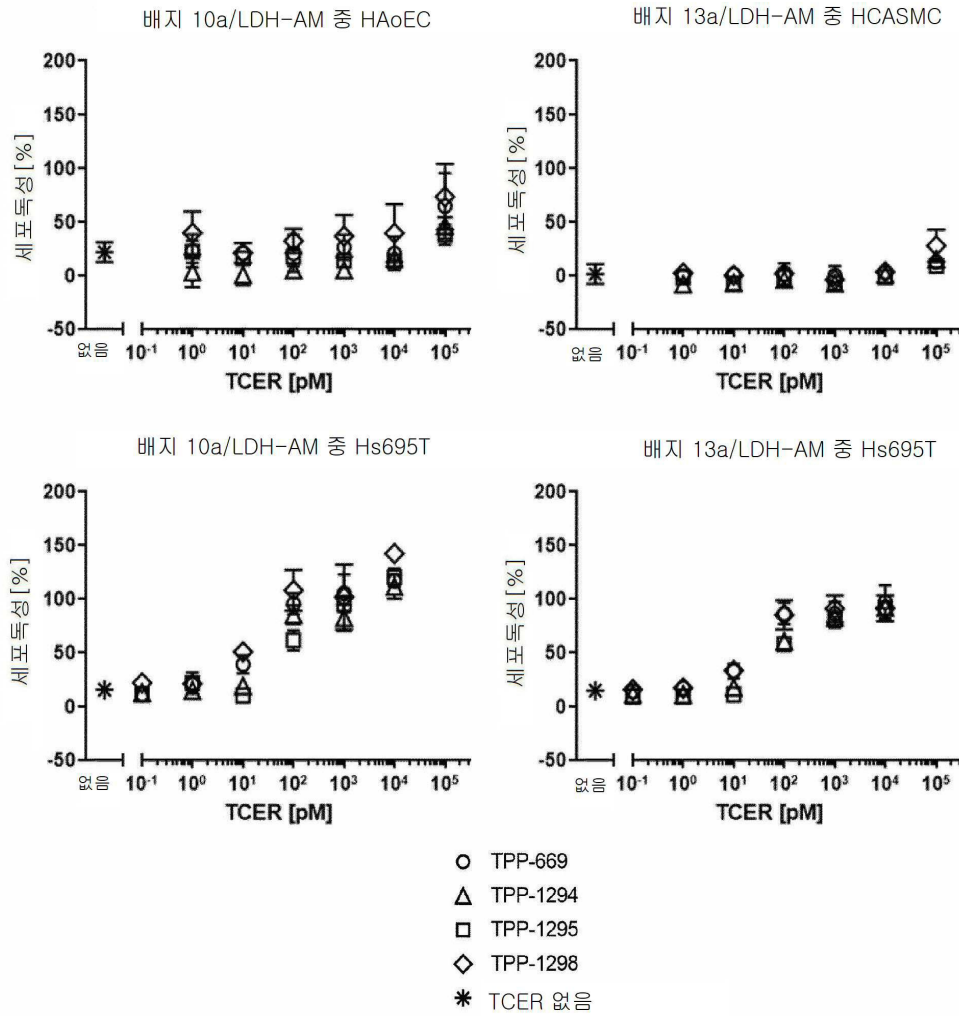 배지 10a/LDH-AM 중 HAoEC
세포독성 [%]
200
150
100
50
0
-50
없음
10⁻¹ 10⁰ 10¹ 10² 10³ 10⁴ 10⁵
TCER [pM]
배지 13a/LDH-AM 중 HCASMC
세포독성 [%]
200
150
100
50
0
-50
없음
10⁻¹ 10⁰ 10¹ 10² 10³ 10⁴ 10⁵
TCER [pM]
배지 10a/LDH-AM 중 Hs695T
세포독성 [%]
200
150
100
50
0
-50
없음
10⁻¹ 10⁰ 10¹ 10² 10³ 10⁴ 10⁵
TCER [pM]
배지 13a/LDH-AM 중 Hs695T
세포독성 [%]
200
150
100
50
0
-50
없음
10⁻¹ 10⁰ 10¹ 10² 10³ 10⁴ 10⁵
TCER [pM]
TPP-669
TPP-1294
TPP-1295
TPP-1298
TCER 없음